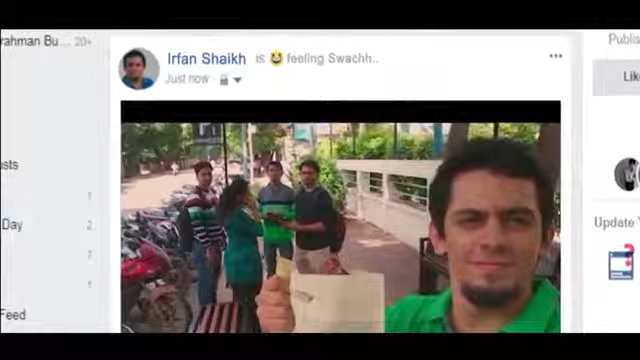 rahman Bu... 20+
Irfan Shaikh is feeling Swachh..
Just now
Publis
Lik
osts
1
Day 2
7
1
Feed
Update Y